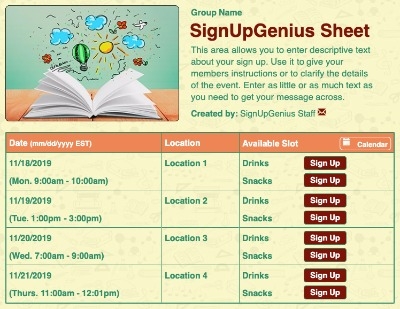 Group Name
SignUpGenius Sheet
This area allows you to enter descriptive text
about your sign up. Use it to give your
members instructions or to clarify the details
of the event. Enter as little or as much text as
you need to get your message across.
Created by: SignUpGenius Staff
Date (mm/dd/yyyy EST) Location Available Slot Calendar
11/18/2019 Location 1 Drinks Sign Up
(Mon. 9:00am - 10:00am) Snacks Sign Up
11/19/2019 Location 2 Drinks Sign Up
(Tue. 1:00pm - 3:00pm) Snacks Sign Up
11/20/2019 Location 3 Drinks Sign Up
(Wed. 7:00am - 9:00am) Snacks Sign Up
11/21/2019 Location 4 Drinks Sign Up
(Thurs. 11:00am - 12:01pm) Snacks Sign Up